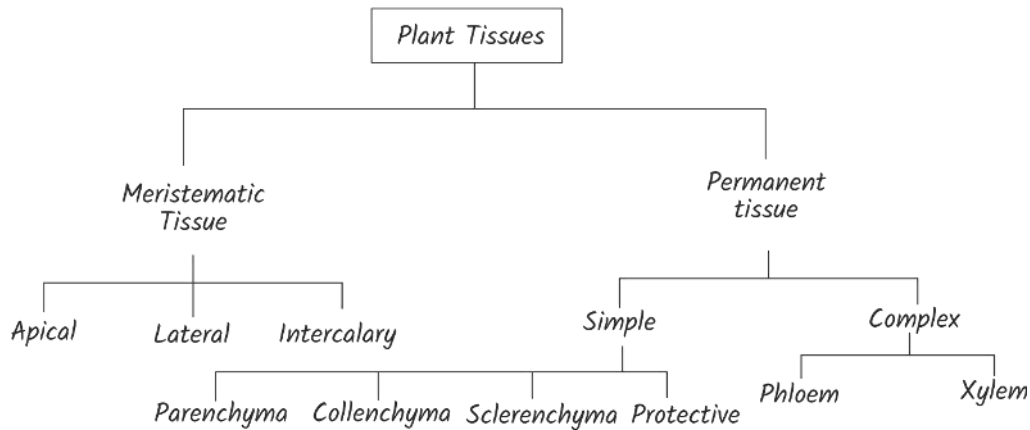 Plant Tissues
Meristematic
Tissue
Permanent
tissue
Apical
Lateral
Intercalary
Simple
Complex
Parenchyma
Collenchyma
Sclerenchyma
Protective
Phloem
Xylem